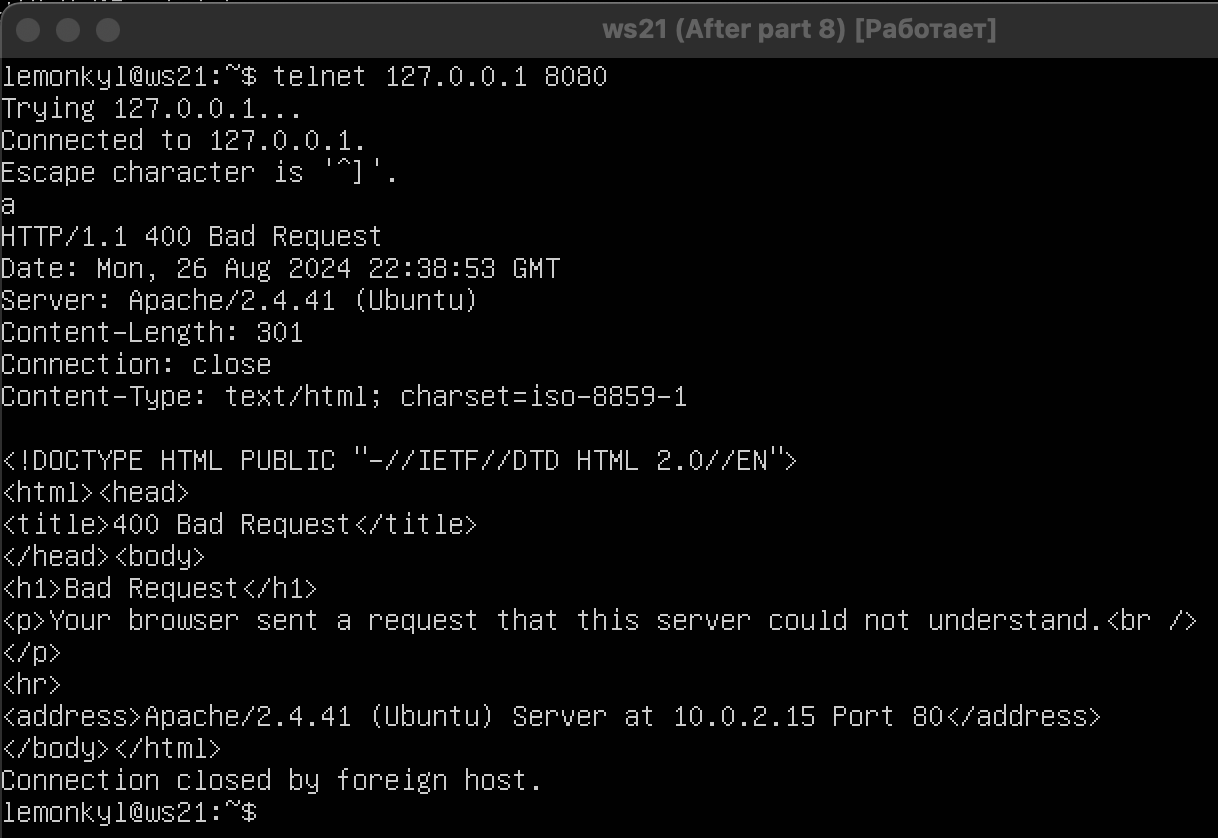 ws21 (After part 8) [Работает]
lemonkyl@ws21:~$ telnet 127.0.0.1 8080
Trying 127.0.0.1...
Connected to 127.0.0.1.
Escape character is '^]'.
a
HTTP/1.1 400 Bad Request
Date: Mon, 26 Aug 2024 22:38:53 GMT
Server: Apache/2.4.41 (Ubuntu)
Content-Length: 301
Connection: close
Content-Type: text/html; charset=iso-8859-1

<!DOCTYPE HTML PUBLIC "-//IETF//DTD HTML 2.0//EN">
<html><head>
<title>400 Bad Request</title>
</head><body>
<h1>Bad Request</h1>
<p>Your browser sent a request that this server could not understand.<br />
</p>
<hr>
<address>Apache/2.4.41 (Ubuntu) Server at 10.0.2.15 Port 80</address>
</body></html>
Connection closed by foreign host.
lemonkyl@ws21:~$